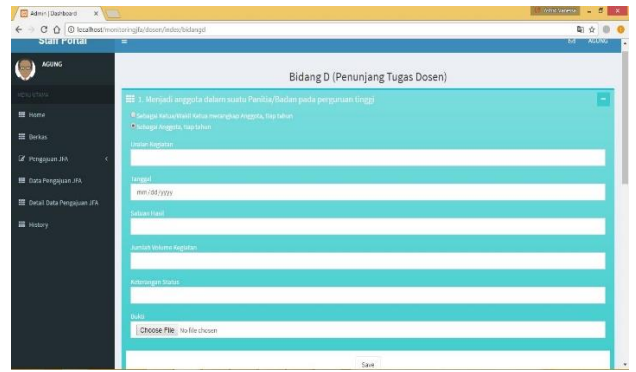 Admin | Dashboard
localhost/monitoringjfa/dosen/index/bidangd
Staff Portal
AGUNG
AGUNG
MENU UTAMA
Home
Berkas
Pengajuan JFA
Data Pengajuan JFA
Detail Data Pengajuan JFA
History
Bidang D (Penunjang Tugas Dosen)
1. Menjadi anggota dalam suatu Panitia/Badan pada perguruan tinggi
Sebagai Ketua/Wakil Ketua merangkap Anggota, tiap tahun
Sebagai Anggota, tiap tahun
Uraian Kegiatan
Tanggal
mm/dd/yyyy
Satuan Hasil
Jumlah Volume Kegiatan
Keterangan Status
Bukti
Choose File No file chosen
Save